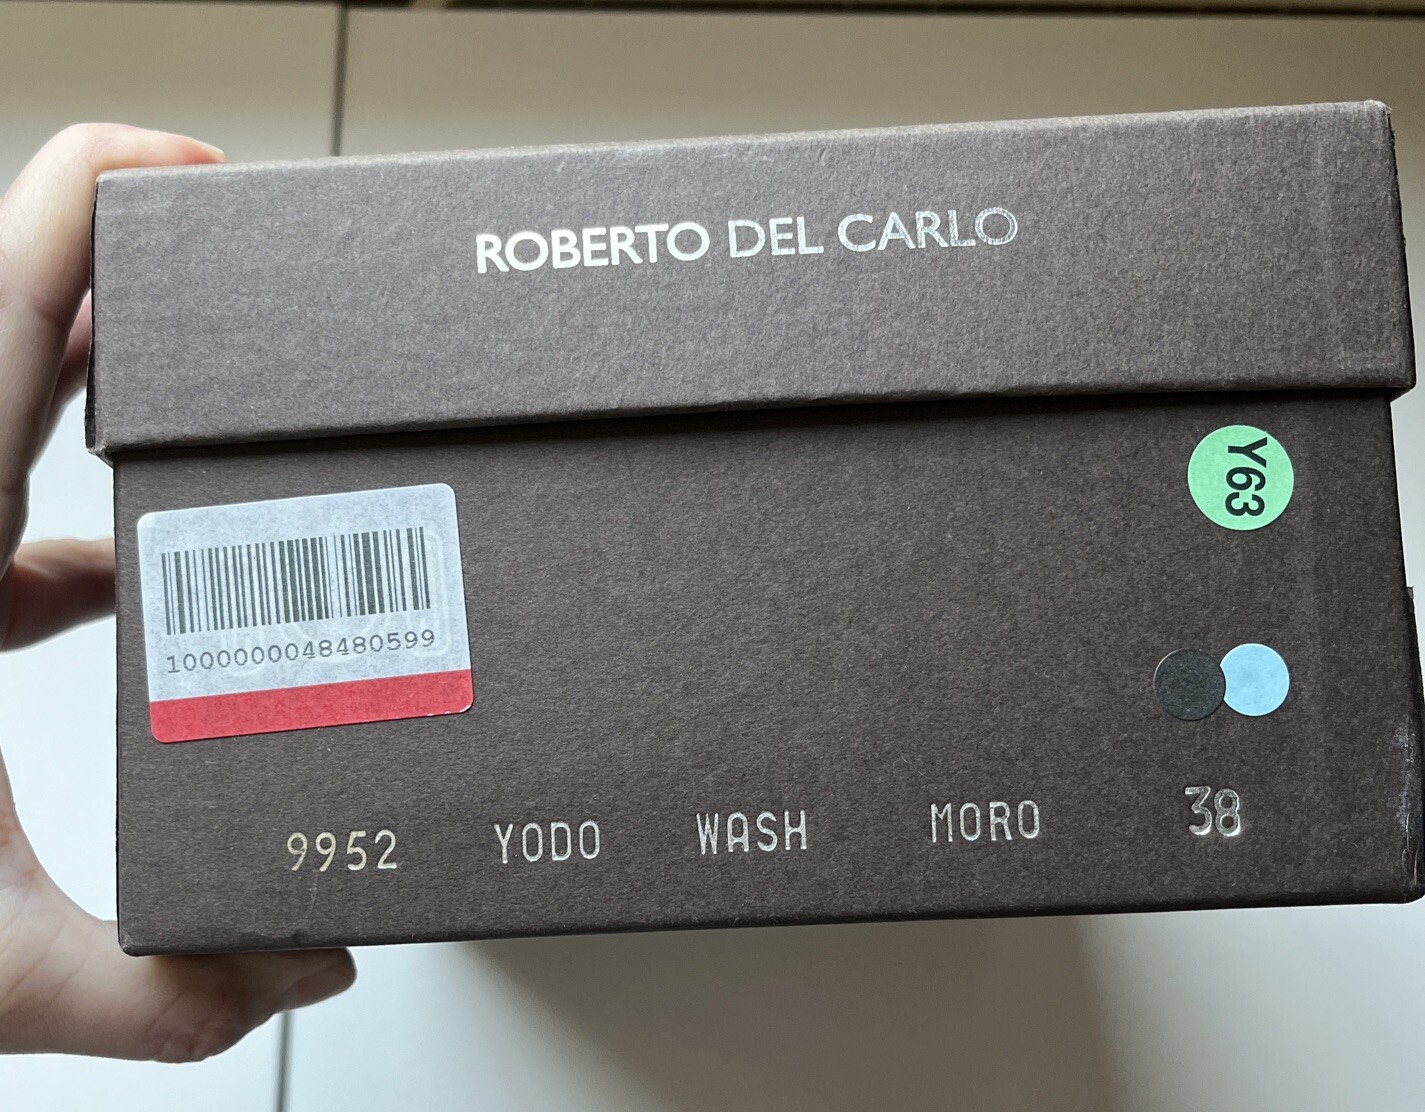 ROBERTO DEL CARLO
Y63
1000000048480599
9952 YODO WASH MORO 38